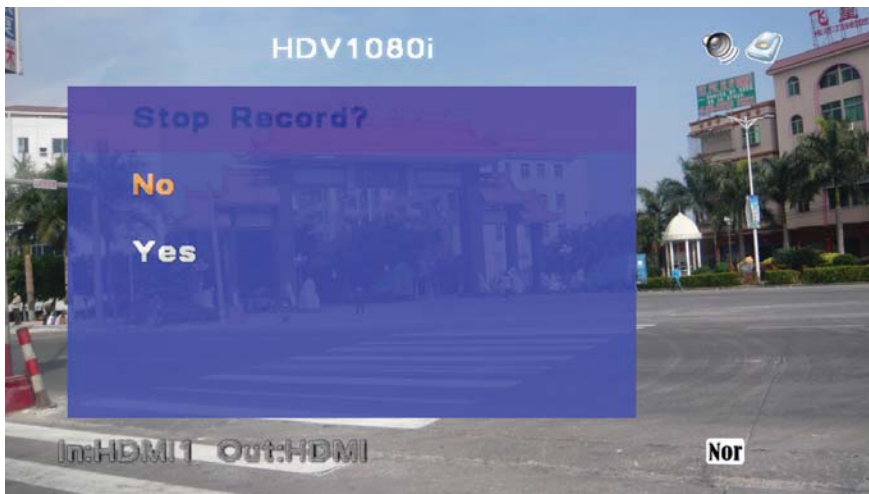 HDV1080i
Stop Record?
No
Yes
In:HDMI1 Out:HDMI
Nor